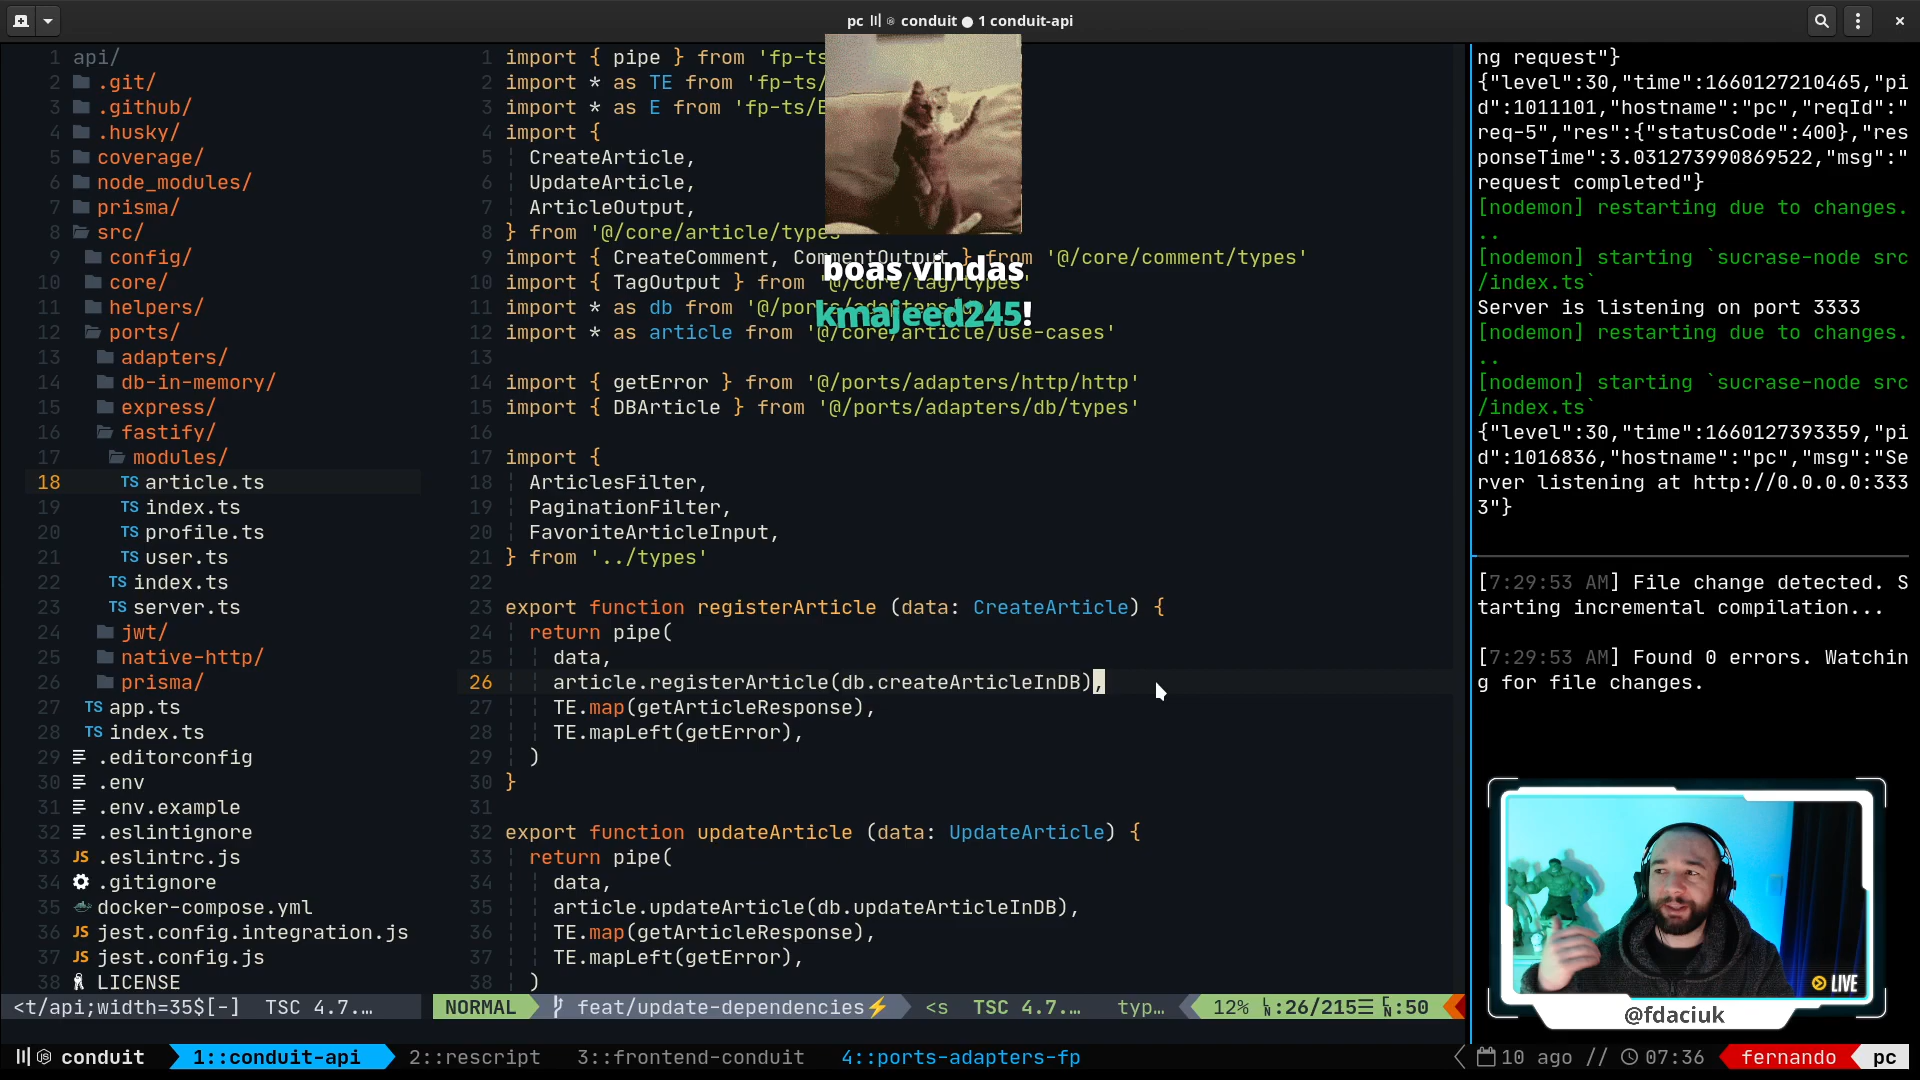 pc conduit ● 1 conduit-api
1 api/
2 .git/
3 .github/
4 .husky/
5 coverage/
6 node_modules/
7 prisma/
8 src/
9 config/
10 core/
11 helpers/
12 ports/
13 adapters/
14 db-in-memory/
15 express/
16 fastify/
17 modules/
18 TS article.ts
19 TS index.ts
20 TS profile.ts
21 TS user.ts
22 TS index.ts
23 TS server.ts
24 jwt/
25 native-http/
26 prisma/
27 TS app.ts
28 TS index.ts
29 .editorconfig
30 .env
31 .env.example
32 .eslintignore
33 JS .eslintrc.js
34 .gitignore
35 docker-compose.yml
36 JS jest.config.integration.js
37 JS jest.config.js
38 LICENSE
<t/api;width=35$[-] TSC 4.7.…
1 import { pipe } from 'fp-ts
2 import * as TE from 'fp-ts/
3 import * as E from 'fp-ts/E
4 import {
5 CreateArticle,
6 UpdateArticle,
7 ArticleOutput,
8 } from '@/core/article/types'
9 import { CreateComment, CommentOutput } from '@/core/comment/types'
10 import { TagOutput } from '@/core/tag/types'
11 import * as db from '@/ports/adapters/db'
12 import * as article from '@/core/article/use-cases'
13
14 import { getError } from '@/ports/adapters/http/http'
15 import { DBArticle } from '@/ports/adapters/db/types'
16
17 import {
18 ArticlesFilter,
19 PaginationFilter,
20 FavoriteArticleInput,
21 } from '../types'
22
23 export function registerArticle (data: CreateArticle) {
24 return pipe(
25 data,
26 article.registerArticle(db.createArticleInDB),
27 TE.map(getArticleResponse),
28 TE.mapLeft(getError),
29 )
30 }
31
32 export function updateArticle (data: UpdateArticle) {
33 return pipe(
34 data,
35 article.updateArticle(db.updateArticleInDB),
36 TE.map(getArticleResponse),
37 TE.mapLeft(getError),
38 )
boas vindas
kmajeed245!
NORMAL feat/update-dependencies⚡ <s TSC 4.7.… typ… 12% :26/215☰ :50
ng request"}
{"level":30,"time":1660127210465,"pi
d":1011101,"hostname":"pc","reqId":"
req-5","res":{"statusCode":400},"res
ponseTime":3.031273990869522,"msg":"
request completed"}
[nodemon] restarting due to changes.
..
[nodemon] starting `sucrase-node src
/index.ts`
Server is listening on port 3333
[nodemon] restarting due to changes.
..
[nodemon] starting `sucrase-node src
/index.ts`
{"level":30,"time":1660127393359,"pi
d":1016836,"hostname":"pc","msg":"Se
rver listening at http://0.0.0.0:333
3"}
[7:29:53 AM] File change detected. S
tarting incremental compilation...
[7:29:53 AM] Found 0 errors. Watchin
g for file changes.
LIVE
@fdaciuk
conduit 1::conduit-api 2::rescript 3::frontend-conduit 4::ports-adapters-fp
10 ago // 07:36 fernando pc